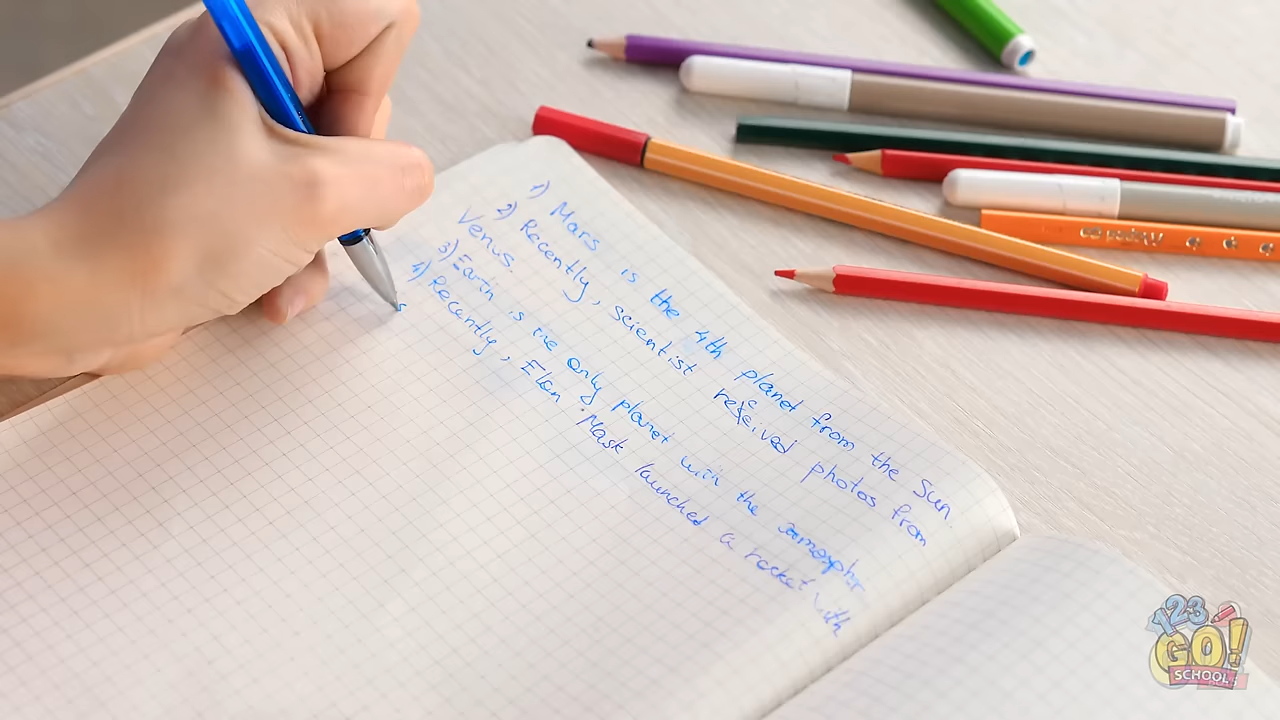 1) Mars is the 4th planet from the Sun.
2) Recently, scientist received photos from
Venus.
3) Earth is the only planet with the
4) Recently, Elon Mask launched a rocket with
s
Mapen
123
GO!
SCHOOL